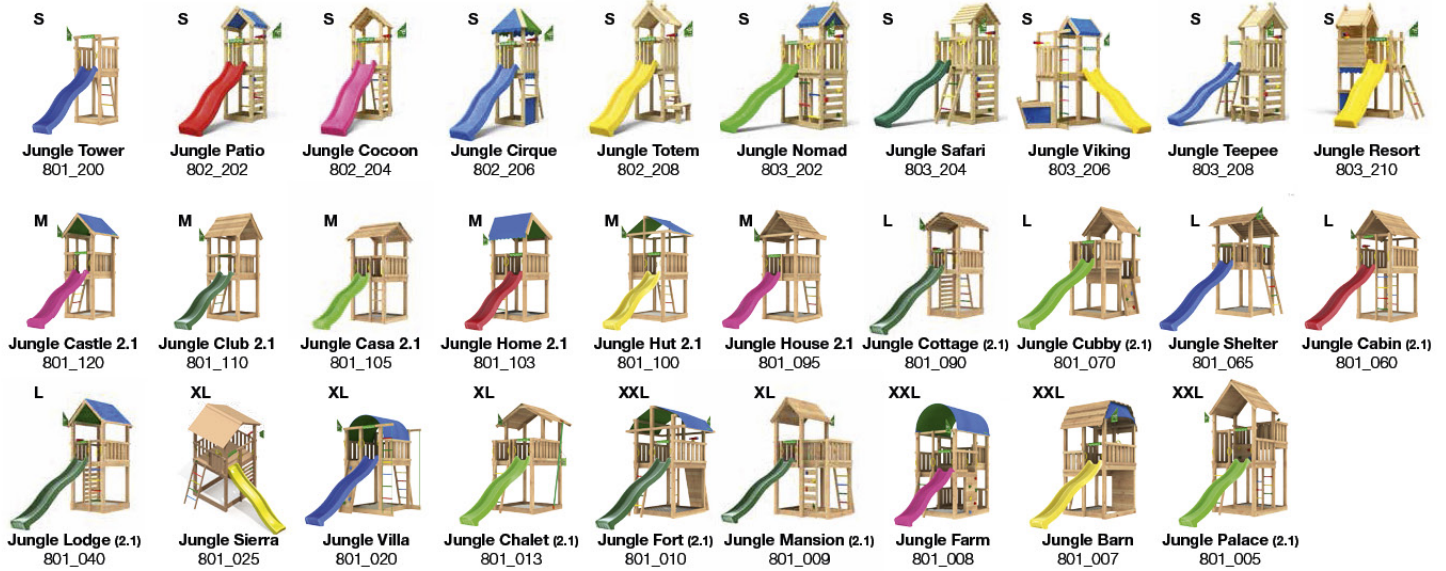 S S S S S S S S S S
Jungle Tower Jungle Patio Jungle Cocoon Jungle Cirque Jungle Totem Jungle Nomad Jungle Safari Jungle Viking Jungle Teepee Jungle Resort
801_200 802_202 802_204 802_206 802_208 803_202 803_204 803_206 803_208 803_210
M M M M M M L L L L
Jungle Castle 2.1 Jungle Club 2.1 Jungle Casa 2.1 Jungle Home 2.1 Jungle Hut 2.1 Jungle House 2.1 Jungle Cottage (2.1) Jungle Cubby (2.1) Jungle Shelter Jungle Cabin (2.1)
801_120 801_110 801_105 801_103 801_100 801_095 801_090 801_070 801_065 801_060
L XL XL XL XXL XL XXL XXL XXL
Jungle Lodge (2.1) Jungle Sierra Jungle Villa Jungle Chalet (2.1) Jungle Fort (2.1) Jungle Mansion (2.1) Jungle Farm Jungle Barn Jungle Palace (2.1)
801_040 801_025 801_020 801_013 801_010 801_009 801_008 801_007 801_005